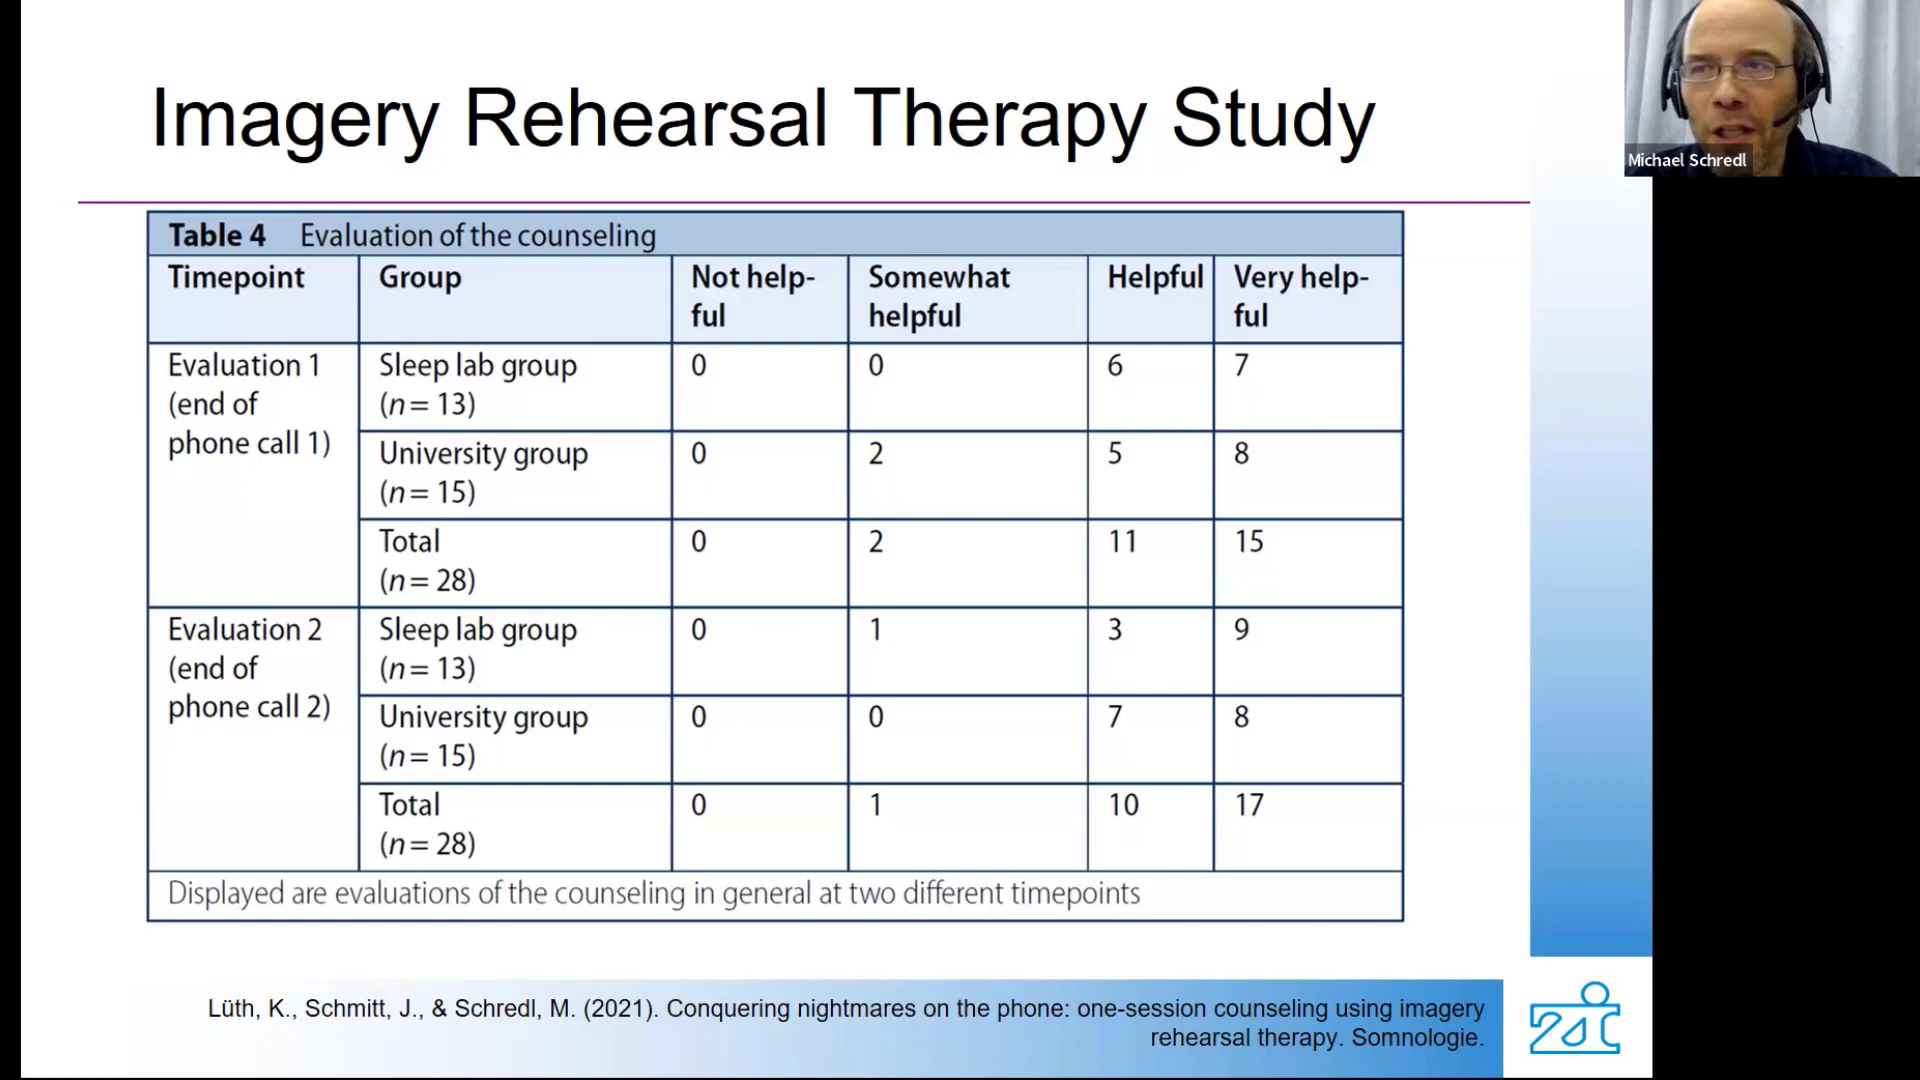 Imagery Rehearsal Therapy Study
Michael Schredl
Table 4 Evaluation of the counseling
Timepoint Group Not help- Somewhat Helpful Very help-
ful helpful ful
Evaluation 1 Sleep lab group 0 0 6 7
(end of (n = 13)
phone call 1) University group 0 2 5 8
(n = 15)
Total 0 2 11 15
(n = 28)
Evaluation 2 Sleep lab group 0 1 3 9
(end of (n = 13)
phone call 2) University group 0 0 7 8
(n = 15)
Total 0 1 10 17
(n = 28)
Displayed are evaluations of the counseling in general at two different timepoints
Lüth, K., Schmitt, J., & Schredl, M. (2021). Conquering nightmares on the phone: one-session counseling using imagery
rehearsal therapy. Somnologie.